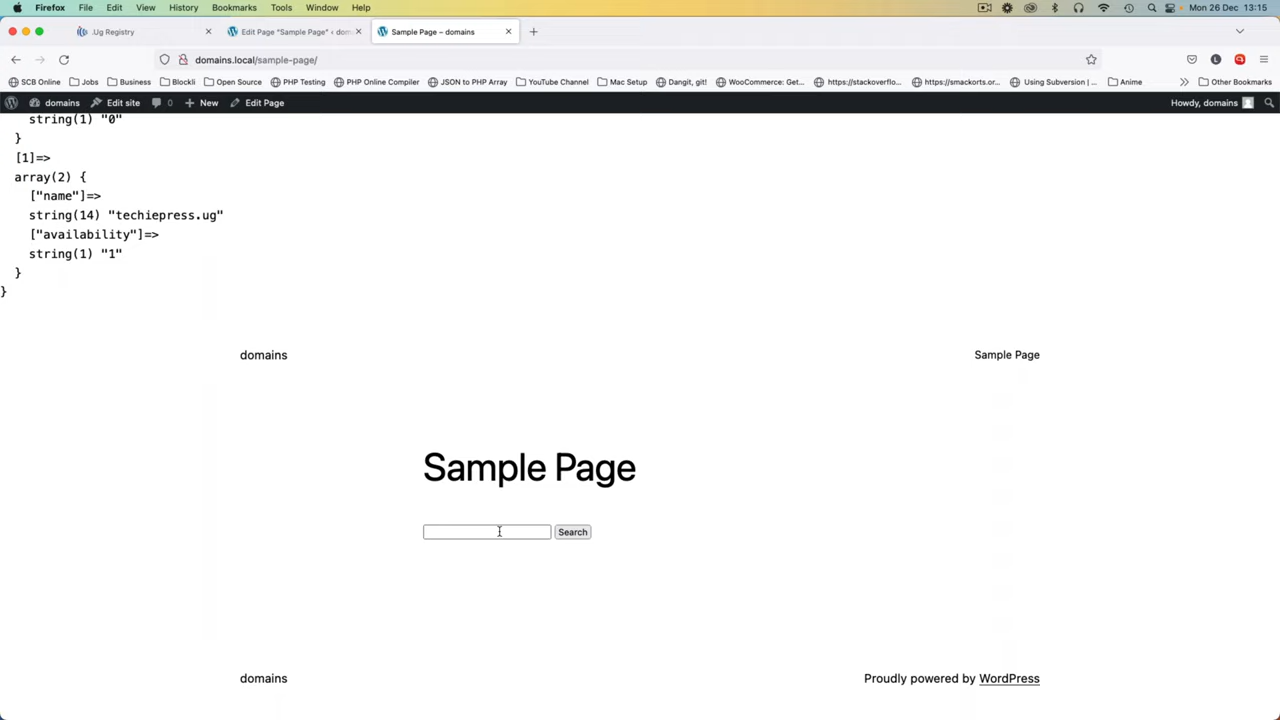 Firefox File Edit View History Bookmarks Tools Window Help Mon 26 Dec 13:15
.Ug Registry Edit Page "Sample Page" ‹ dom Sample Page – domains
domains.local/sample-page/
SCB Online Jobs Business Blockli Open Source PHP Testing PHP Online Compiler JSON to PHP Array YouTube Channel Mac Setup Dangit, git! WooCommerce: Get... https://stackoverflo... https://smackorts.or... Using Subversion |... Anime Other Bookmarks
domains Edit site 0 New Edit Page Howdy, domains
string(1) "0"
}
[1]=>
array(2) {
["name"]=>
string(14) "techiepress.ug"
["availability"]=>
string(1) "1"
}
}
domains Sample Page
Sample Page
Search
domains Proudly powered by WordPress